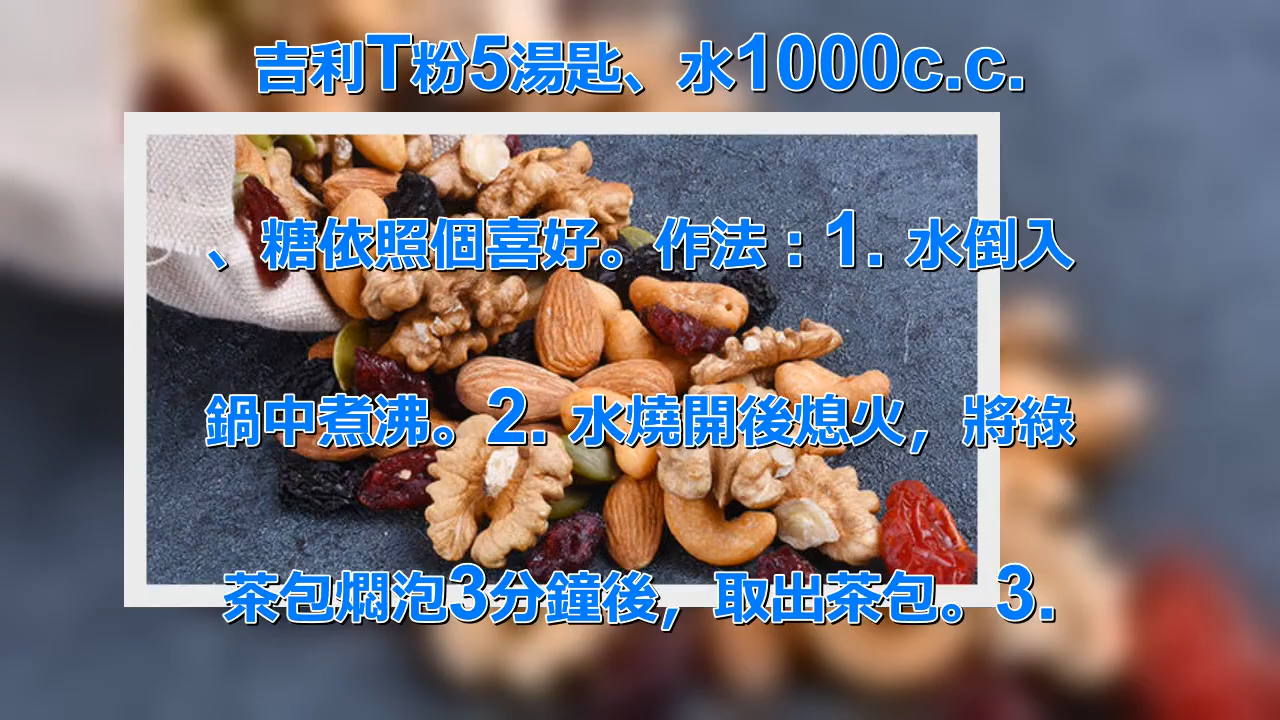 吉利T粉5湯匙、水1000c.c.
、糖依照個喜好。作法：1. 水倒入
鍋中煮沸。2. 水燒開後熄火，將綠
茶包燜泡3分鐘後，取出茶包。3.